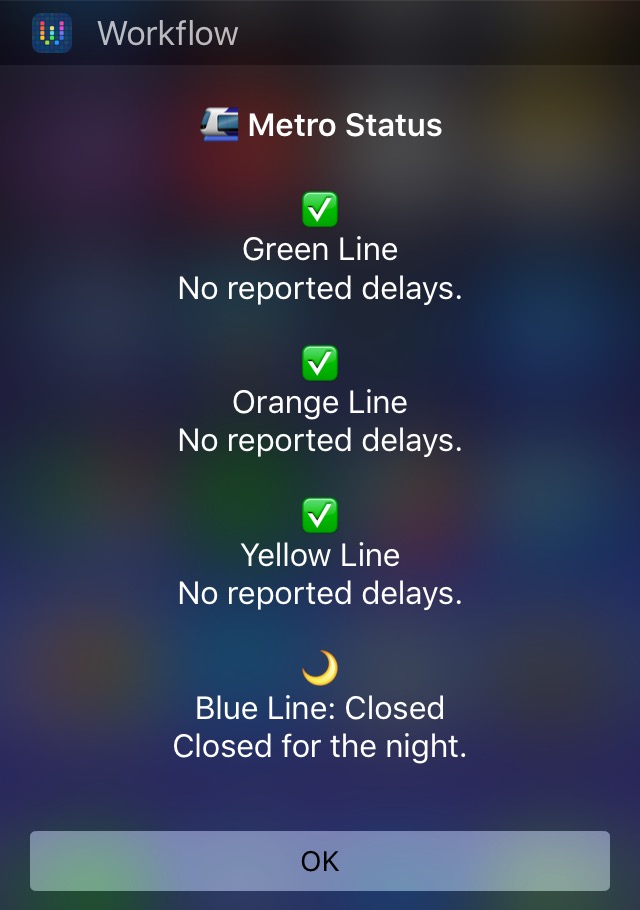 Workflow
Metro Status
Green Line
No reported delays.
Orange Line
No reported delays.
Yellow Line
No reported delays.
Blue Line: Closed
Closed for the night.
OK